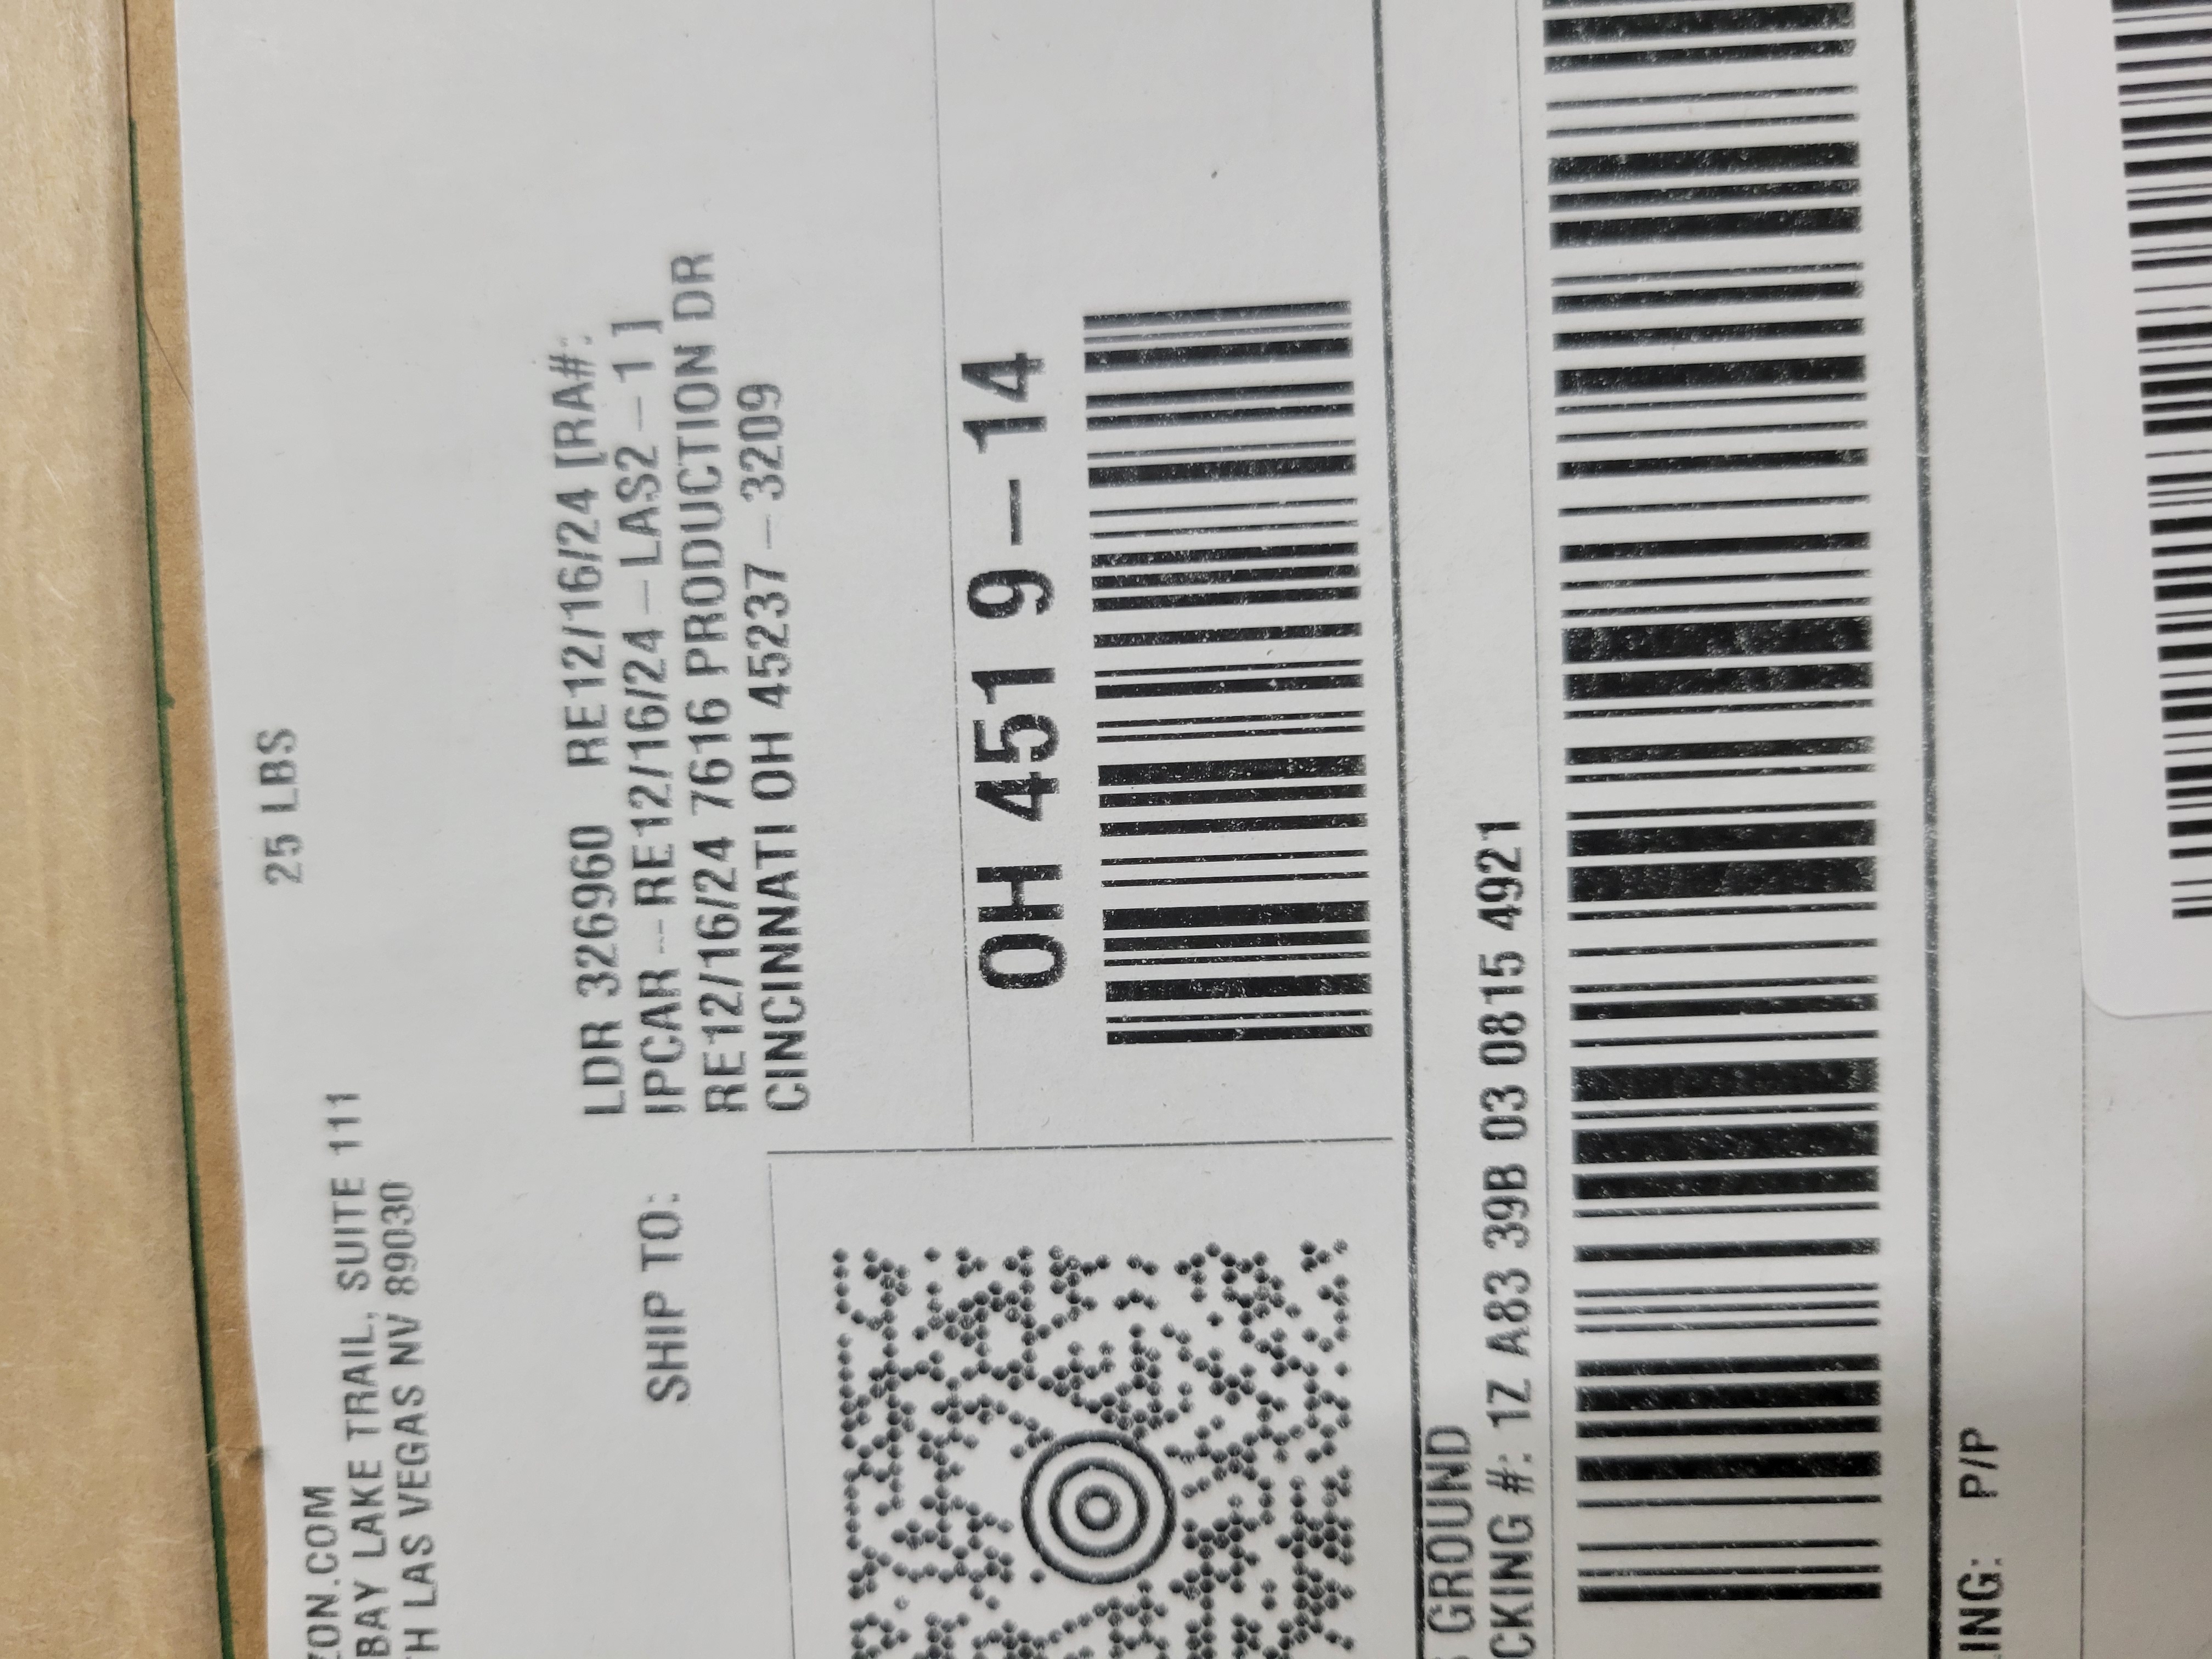 ZON.COM
BAY LAKE TRAIL, SUITE 111
H LAS VEGAS NV 89030
25 LBS
SHIP TO:
LDR 326960 RE12/16/24 [RA#:
IPCAR--RE12/16/24-LAS2-1]
RE12/16/24 7616 PRODUCTION DR
CINCINNATI OH 45237-3209
OH 451 9-14
GROUND
CKING #: 1Z A83 39B 03 0815 4921
ING: P/P